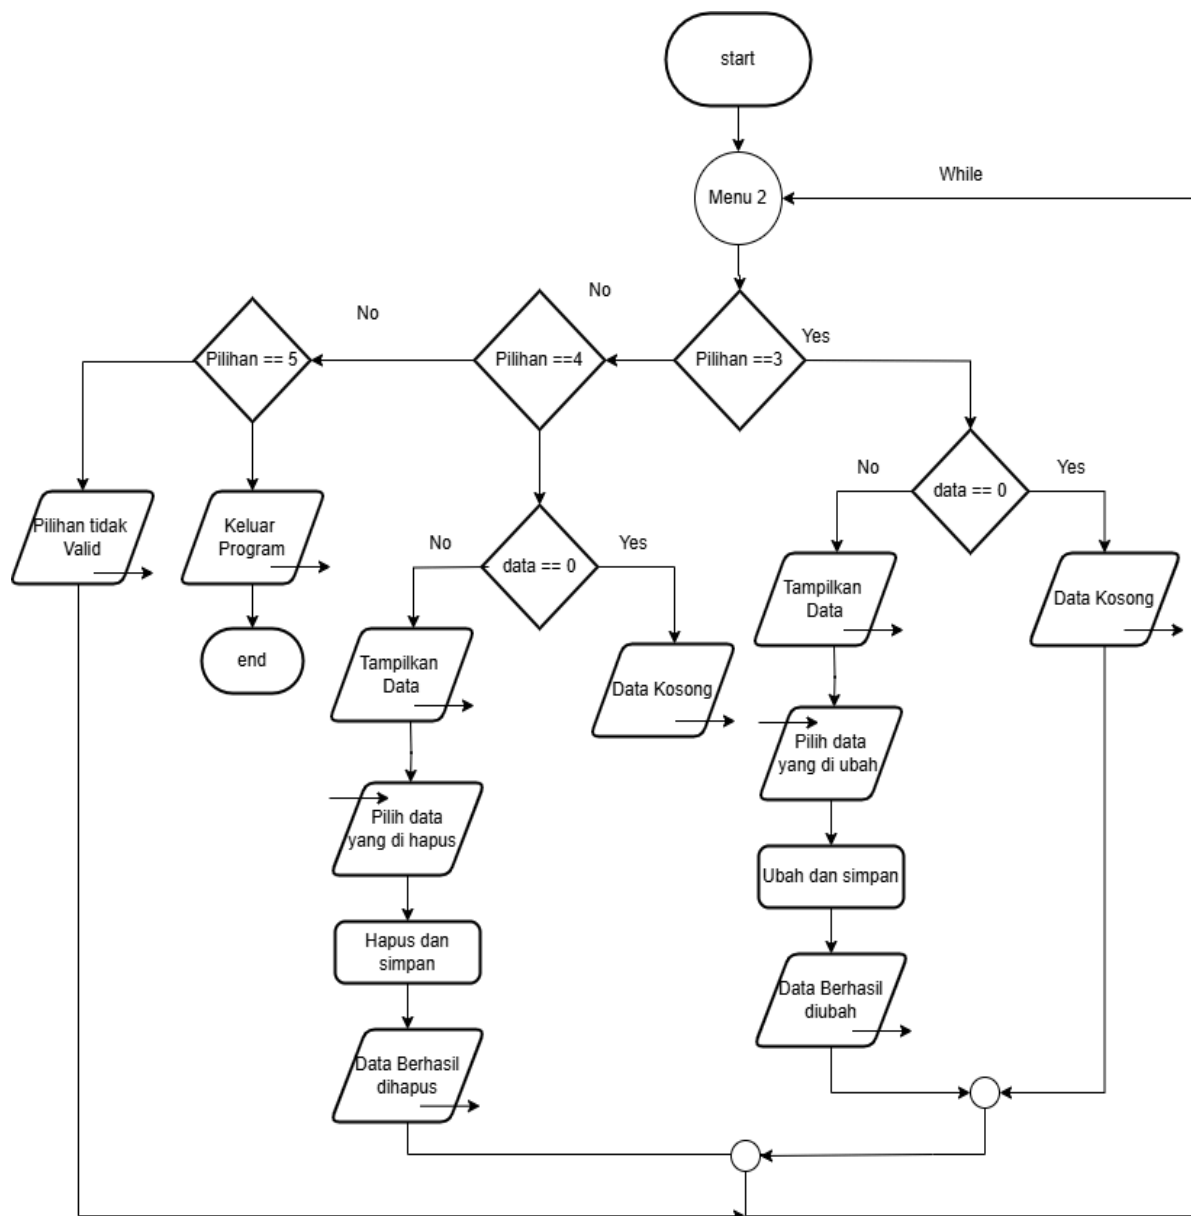 start
While
Menu 2
No
No
Yes
Pilihan == 5
Pilihan ==4
Pilihan ==3
No
Yes
data == 0
Pilihan tidak
Valid
Keluar
Program
No
Yes
data == 0
Tampilkan
Data
Data Kosong
end
Tampilkan
Data
Data Kosong
Pilih data
yang di ubah
Pilih data
yang di hapus
Ubah dan simpan
Hapus dan
simpan
Data Berhasil
diubah
Data Berhasil
dihapus